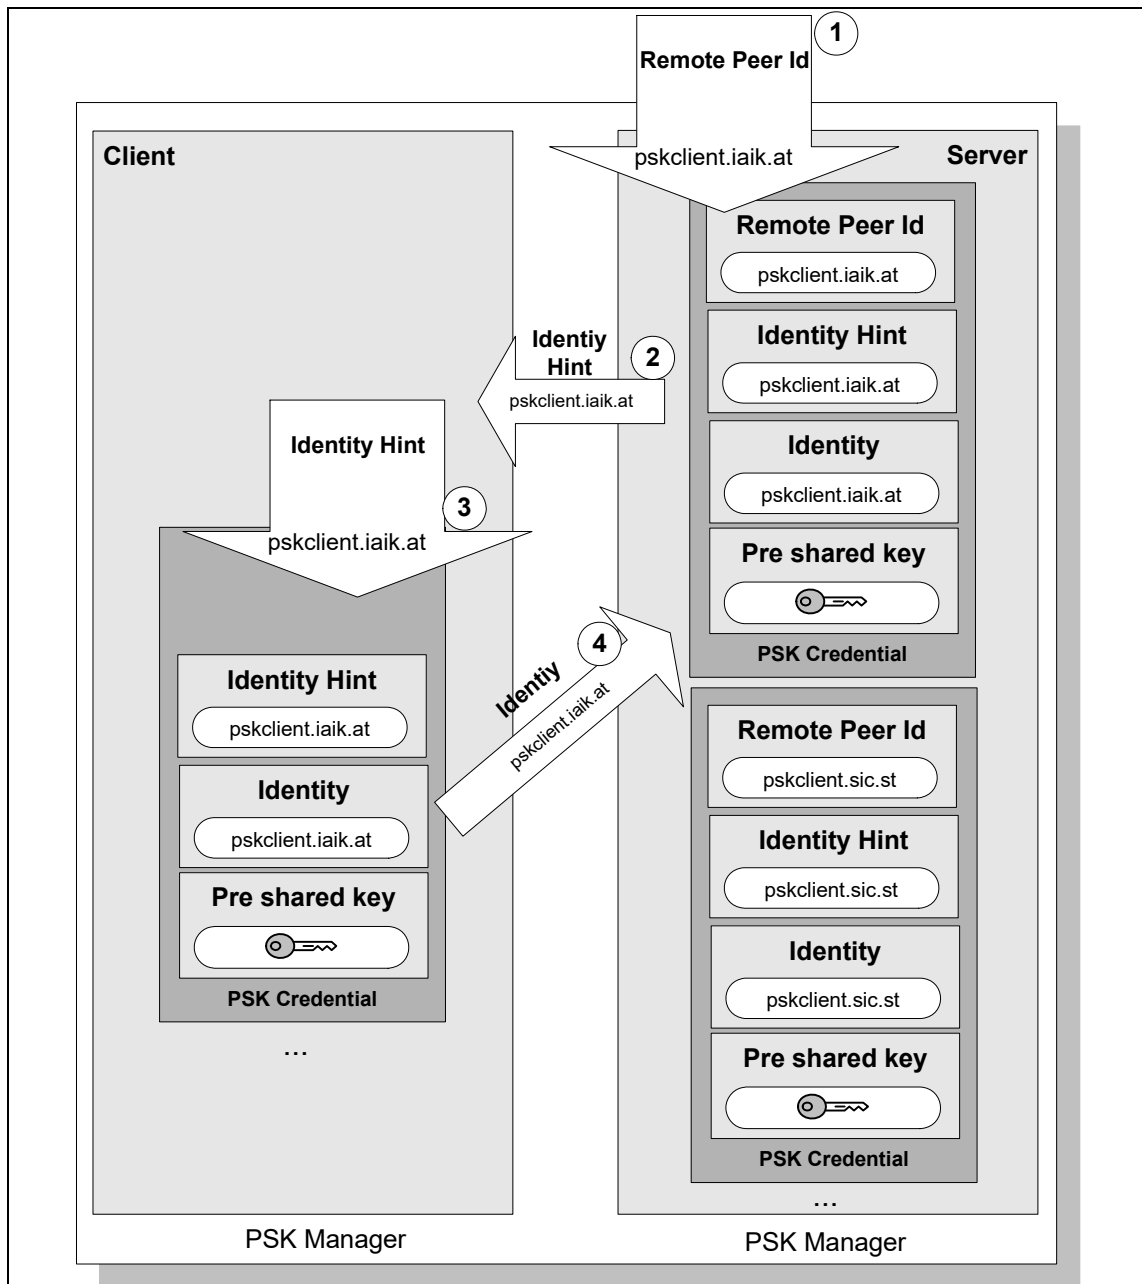 1
Remote Peer Id
pskclient.iaik.at
Client
Server
Remote Peer Id
pskclient.iaik.at
Identity Hint
pskclient.iaik.at
Identity
pskclient.iaik.at
Pre shared key
PSK Credential
Identiy
Hint
2
pskclient.iaik.at
Identity Hint
3
pskclient.iaik.at
Identity Hint
pskclient.iaik.at
Identity
pskclient.iaik.at
Pre shared key
PSK Credential
...
4
Identiy
pskclient.iaik.at
Remote Peer Id
pskclient.sic.st
Identity Hint
pskclient.sic.st
Identity
pskclient.sic.st
Pre shared key
PSK Credential
...
PSK Manager
PSK Manager